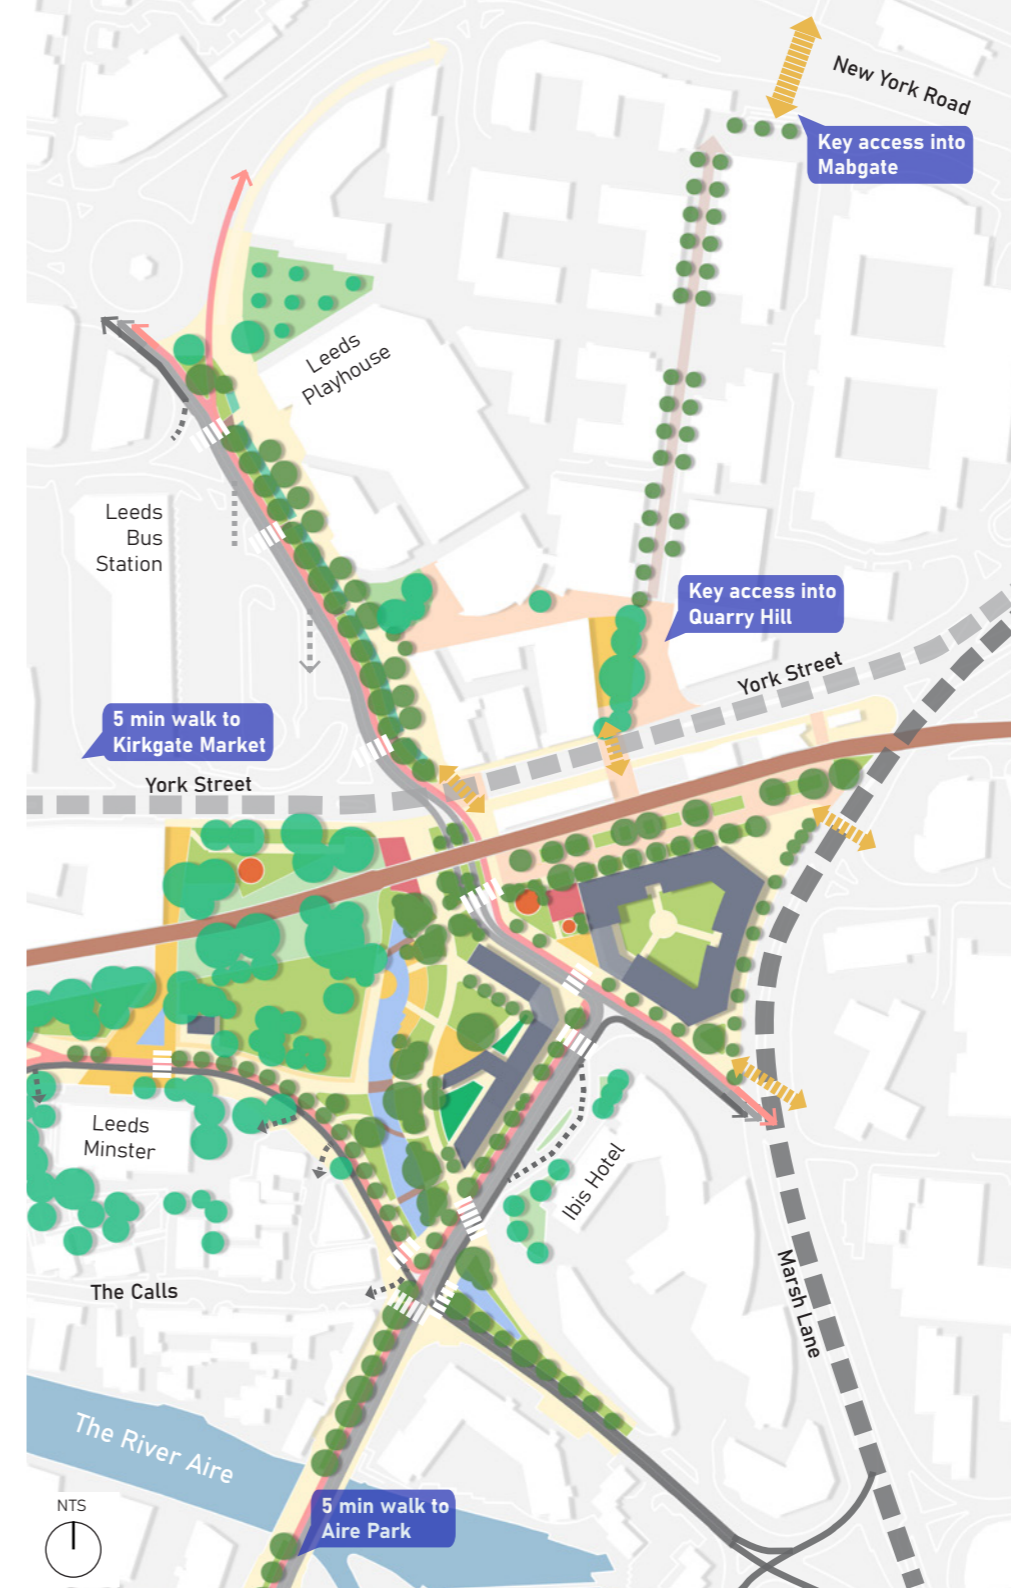 New York Road
Key access into
Mabgate
Leeds
Playhouse
Leeds
Bus
Station
Key access into
Quarry Hill
York Street
5 min walk to
Kirkgate Market
York Street
Leeds
Minster
Ibis Hotel
The Calls
Marsh Lane
The River Aire
NTS
5 min walk to
Aire Park